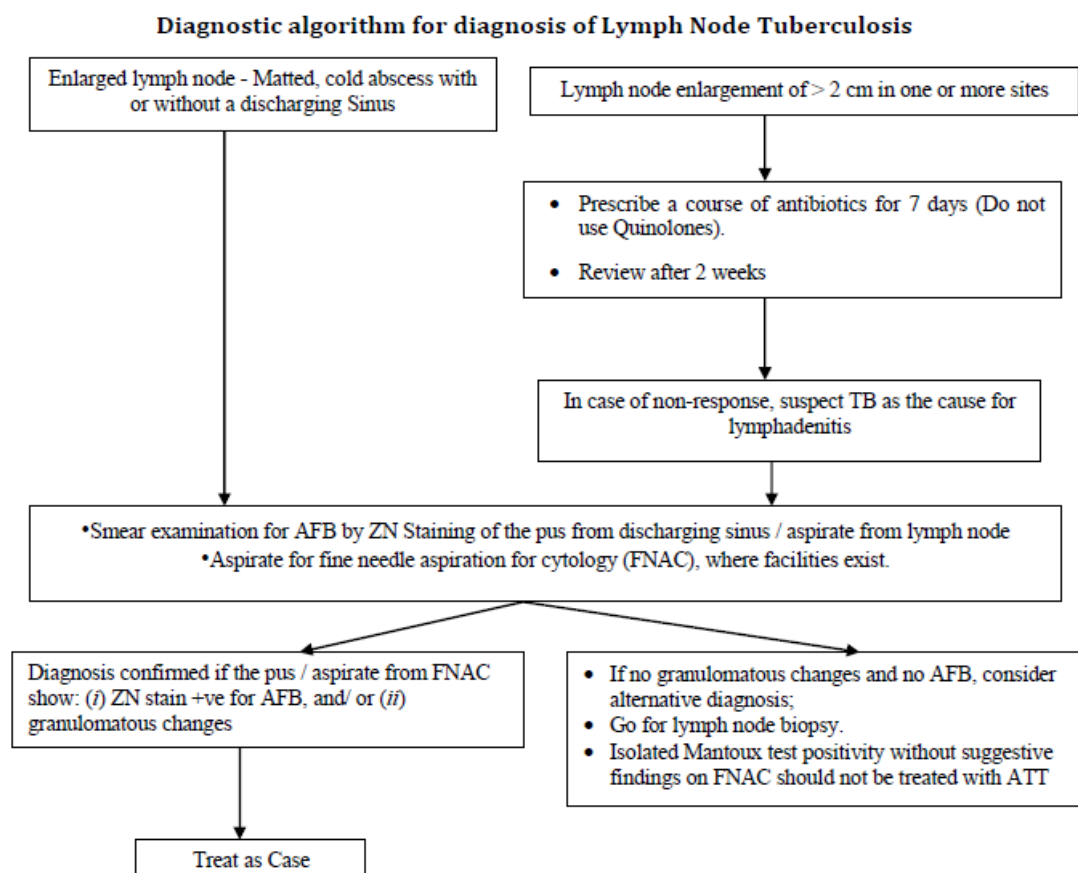 Diagnostic algorithm for diagnosis of Lymph Node Tuberculosis
Enlarged lymph node - Matted, cold abscess with
or without a discharging Sinus
Lymph node enlargement of > 2 cm in one or more sites
• Prescribe a course of antibiotics for 7 days (Do not
use Quinolones).
• Review after 2 weeks
In case of non-response, suspect TB as the cause for
lymphadenitis
•Smear examination for AFB by ZN Staining of the pus from discharging sinus / aspirate from lymph node
•Aspirate for fine needle aspiration for cytology (FNAC), where facilities exist.
Diagnosis confirmed if the pus / aspirate from FNAC
show: (i) ZN stain +ve for AFB, and/ or (ii)
granulomatous changes
• If no granulomatous changes and no AFB, consider
alternative diagnosis;
• Go for lymph node biopsy.
• Isolated Mantoux test positivity without suggestive
findings on FNAC should not be treated with ATT
Treat as Case